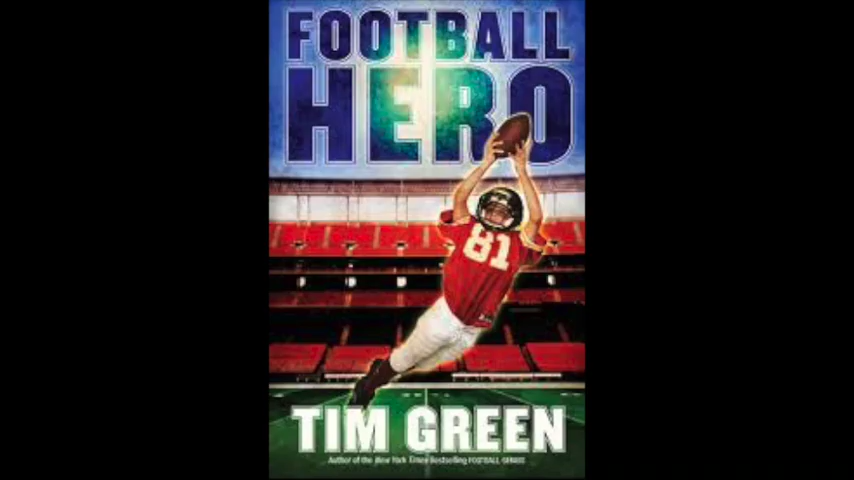 FOOTBALL
HERO
81
TIM GREEN
Author of the New York Times Bestselling FOOTBALL GENIUS